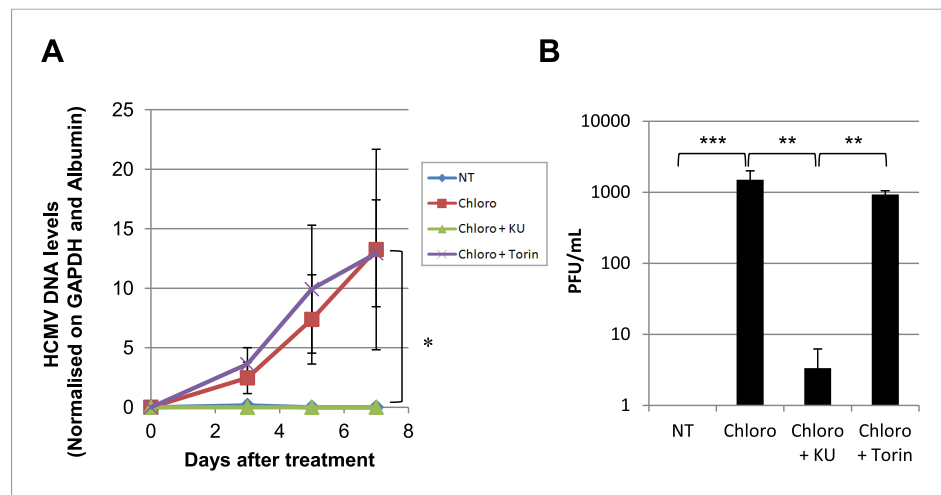 A
HCMV DNA levels
(Normalised on GAPDH and Albumin)
25
20
15
10
5
0
0
2
4
6
8
Days after treatment
NT
Chloro
Chloro + KU
Chloro + Torin
*
B
PFU/mL
10000
1000
100
10
1
***
**
**
NT
Chloro
Chloro
+ KU
Chloro
+ Torin